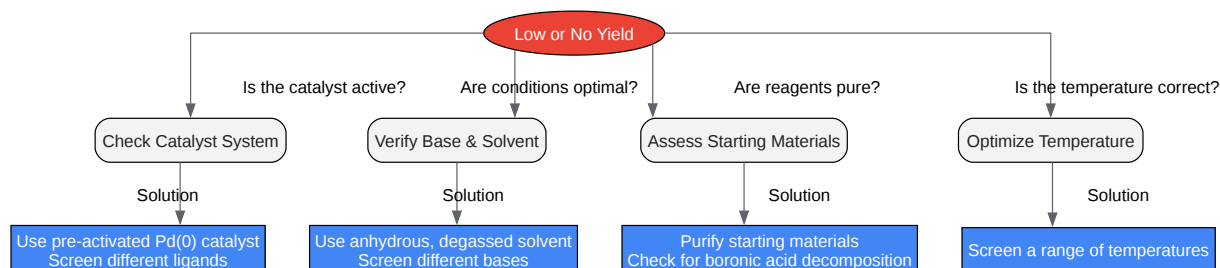 Low or No Yield
Is the catalyst active?
Are conditions optimal?
Are reagents pure?
Is the temperature correct?
Check Catalyst System
Verify Base & Solvent
Assess Starting Materials
Optimize Temperature
Solution
Solution
Solution
Solution
Use pre-activated Pd(0) catalyst
Screen different ligands
Use anhydrous, degassed solvent
Screen different bases
Purify starting materials
Check for boronic acid decomposition
Screen a range of temperatures